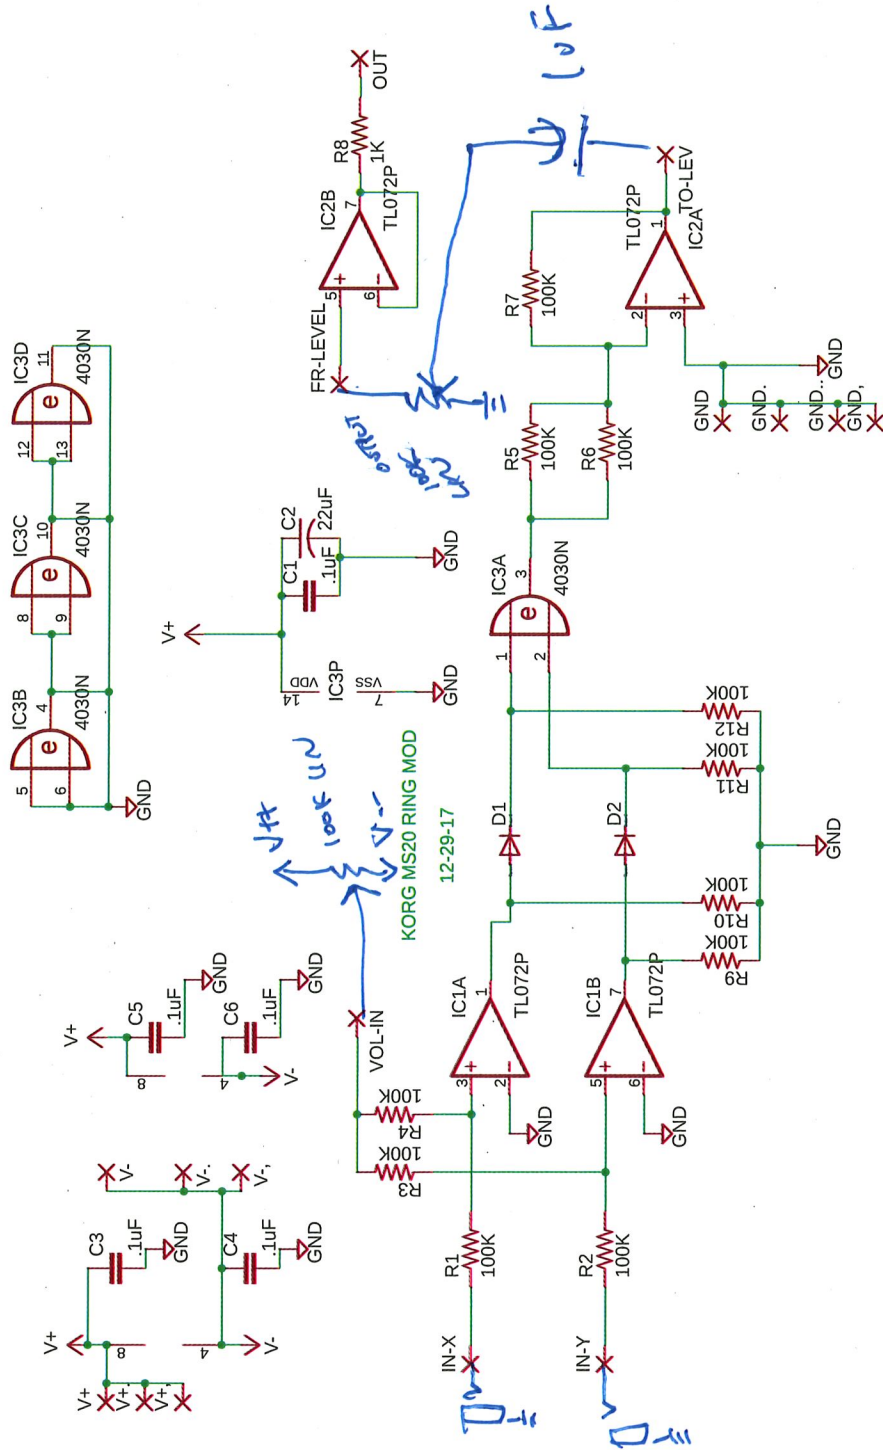 KORG MS20 RING MOD
12-29-17
V+
V+
V+.
V+,
8
C3
.1uF
GND
V-
V-.
V-,
4
V-
C4
.1uF
GND
V+
8
C5
.1uF
GND
4
V-
C6
.1uF
GND
IC3B
4030N
5
6
4
GND
IC3C
4030N
8
9
10
IC3D
4030N
12
13
11
V+
14
VDD
IC3P
7
VSS
GND
C1
.1uF
C2
22uF
GND
V+
100K LIN
V-
VOL-IN
R4
100K
R3
100K
IN-X
R1
100K
IC1A
TL072P
3
2
1
GND
IN-Y
R2
100K
IC1B
TL072P
5
6
7
GND
D1
D2
R9
100K
R10
100K
R11
100K
R12
100K
GND
IC3A
4030N
1
2
3
R5
100K
R6
100K
R7
100K
2
3
1
TL072P
IC2A
TO-LEV
GND
GND.
GND..
GND,
GND
1uF
FR-LEVEL
OUTPUT
100K
LIN
5
6
7
IC2B
TL072P
R8
1K
OUT